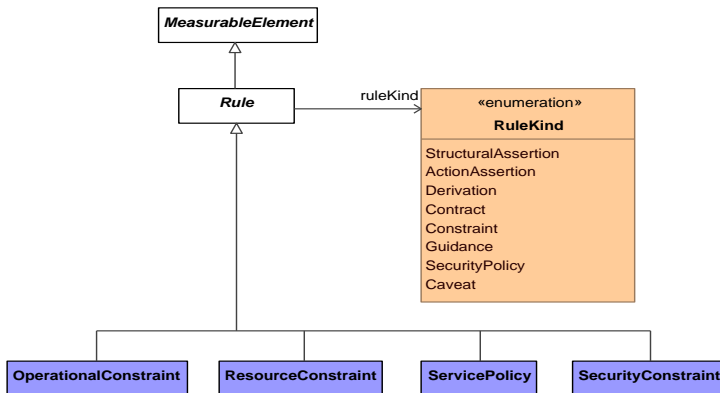 MeasurableElement
Rule
ruleKind
«enumeration»
RuleKind
StructuralAssertion
ActionAssertion
Derivation
Contract
Constraint
Guidance
SecurityPolicy
Caveat
OperationalConstraint
ResourceConstraint
ServicePolicy
SecurityConstraint